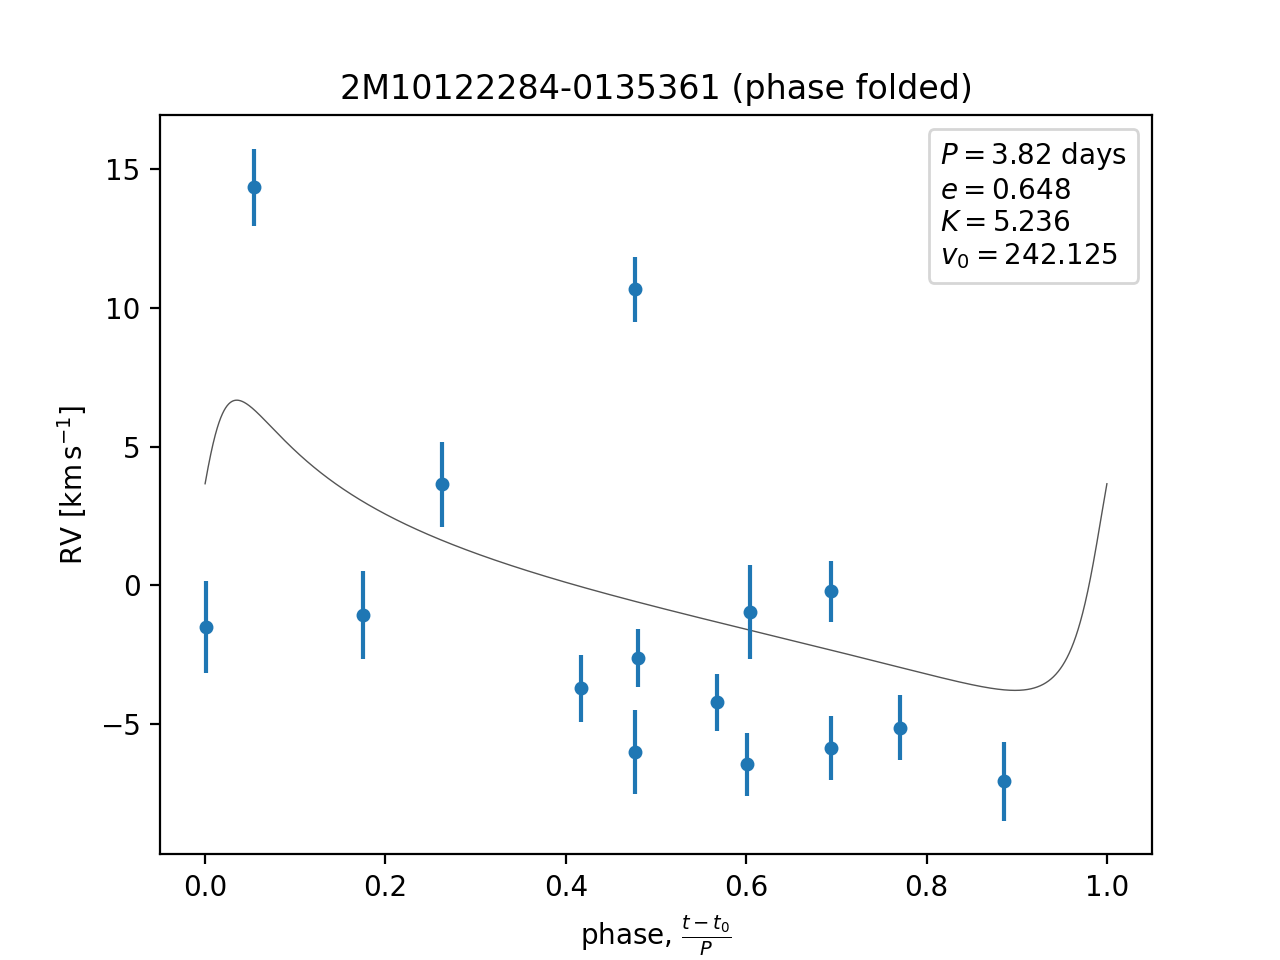 2M10122284-0135361 (phase folded)
P = 3.82 days
e = 0.648
K = 5.236
v₀ = 242.125
RV [km s⁻¹]
15
10
5
0
−5
0.0 0.2 0.4 0.6 0.8 1.0
phase, (t − t₀)/P